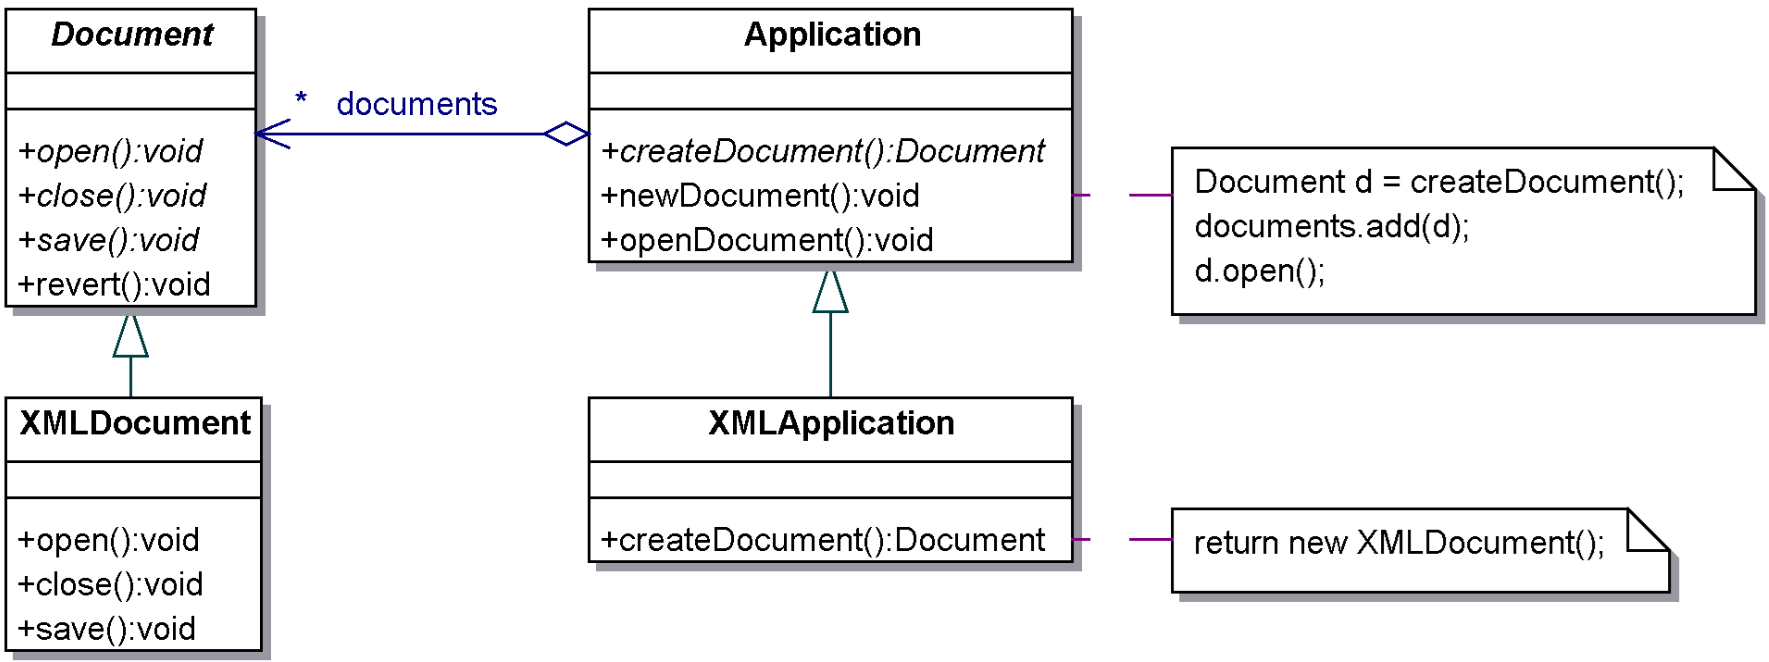 Document
+open():void
+close():void
+save():void
+revert():void
* documents
Application
+createDocument():Document
+newDocument():void
+openDocument():void
Document d = createDocument();
documents.add(d);
d.open();
XMLDocument
+open():void
+close():void
+save():void
XMLApplication
+createDocument():Document
return new XMLDocument();